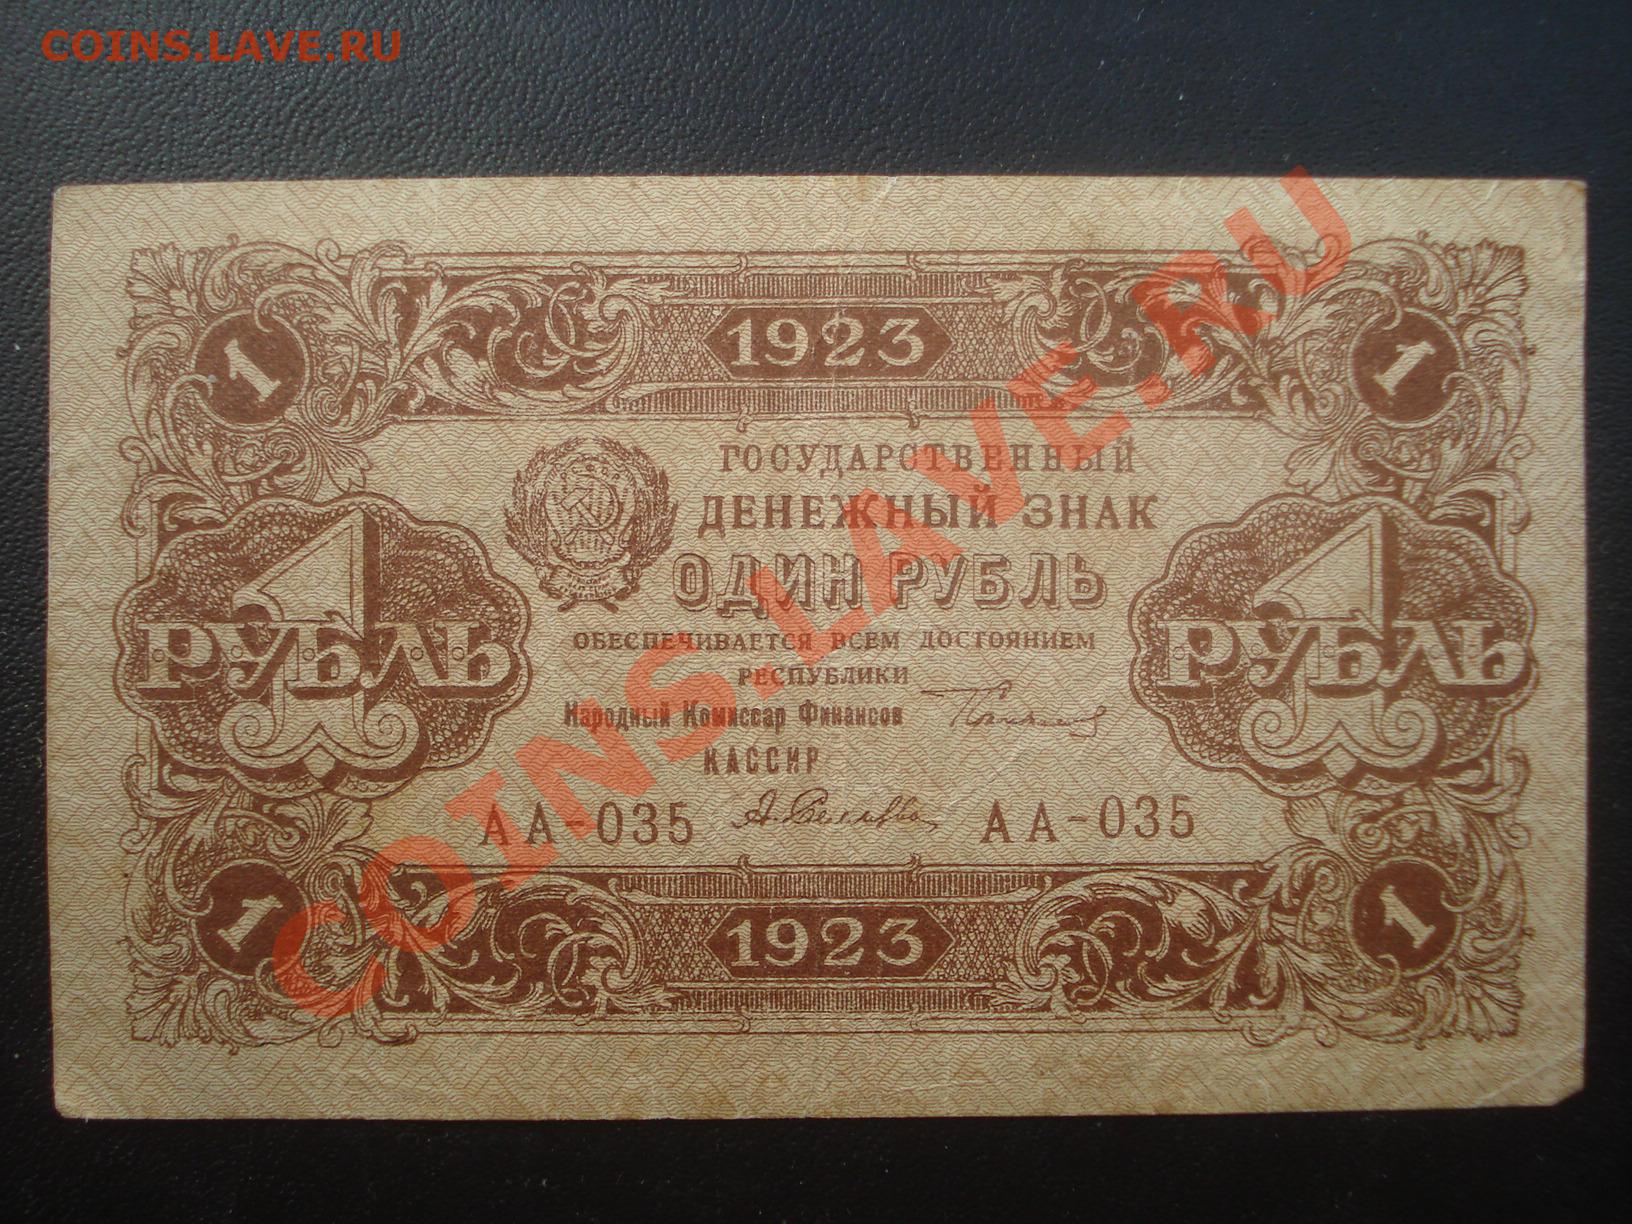 COINS.LAVE.RU
1 1923 1
ГОСУДАРСТВЕННЫЙ
ДЕНЕЖНЫЙ ЗНАК
ОДИН РУБЛЬ
1 РУБЛЬ
1 РУБЛЬ
ОБЕСПЕЧИВАЕТСЯ ВСЕМ ДОСТОЯНИЕМ
РЕСПУБЛИКИ
Народный Комиссар Финансов
КАССИР
АА-035 АА-035
1 1923 1
COINS.LAVE.RU